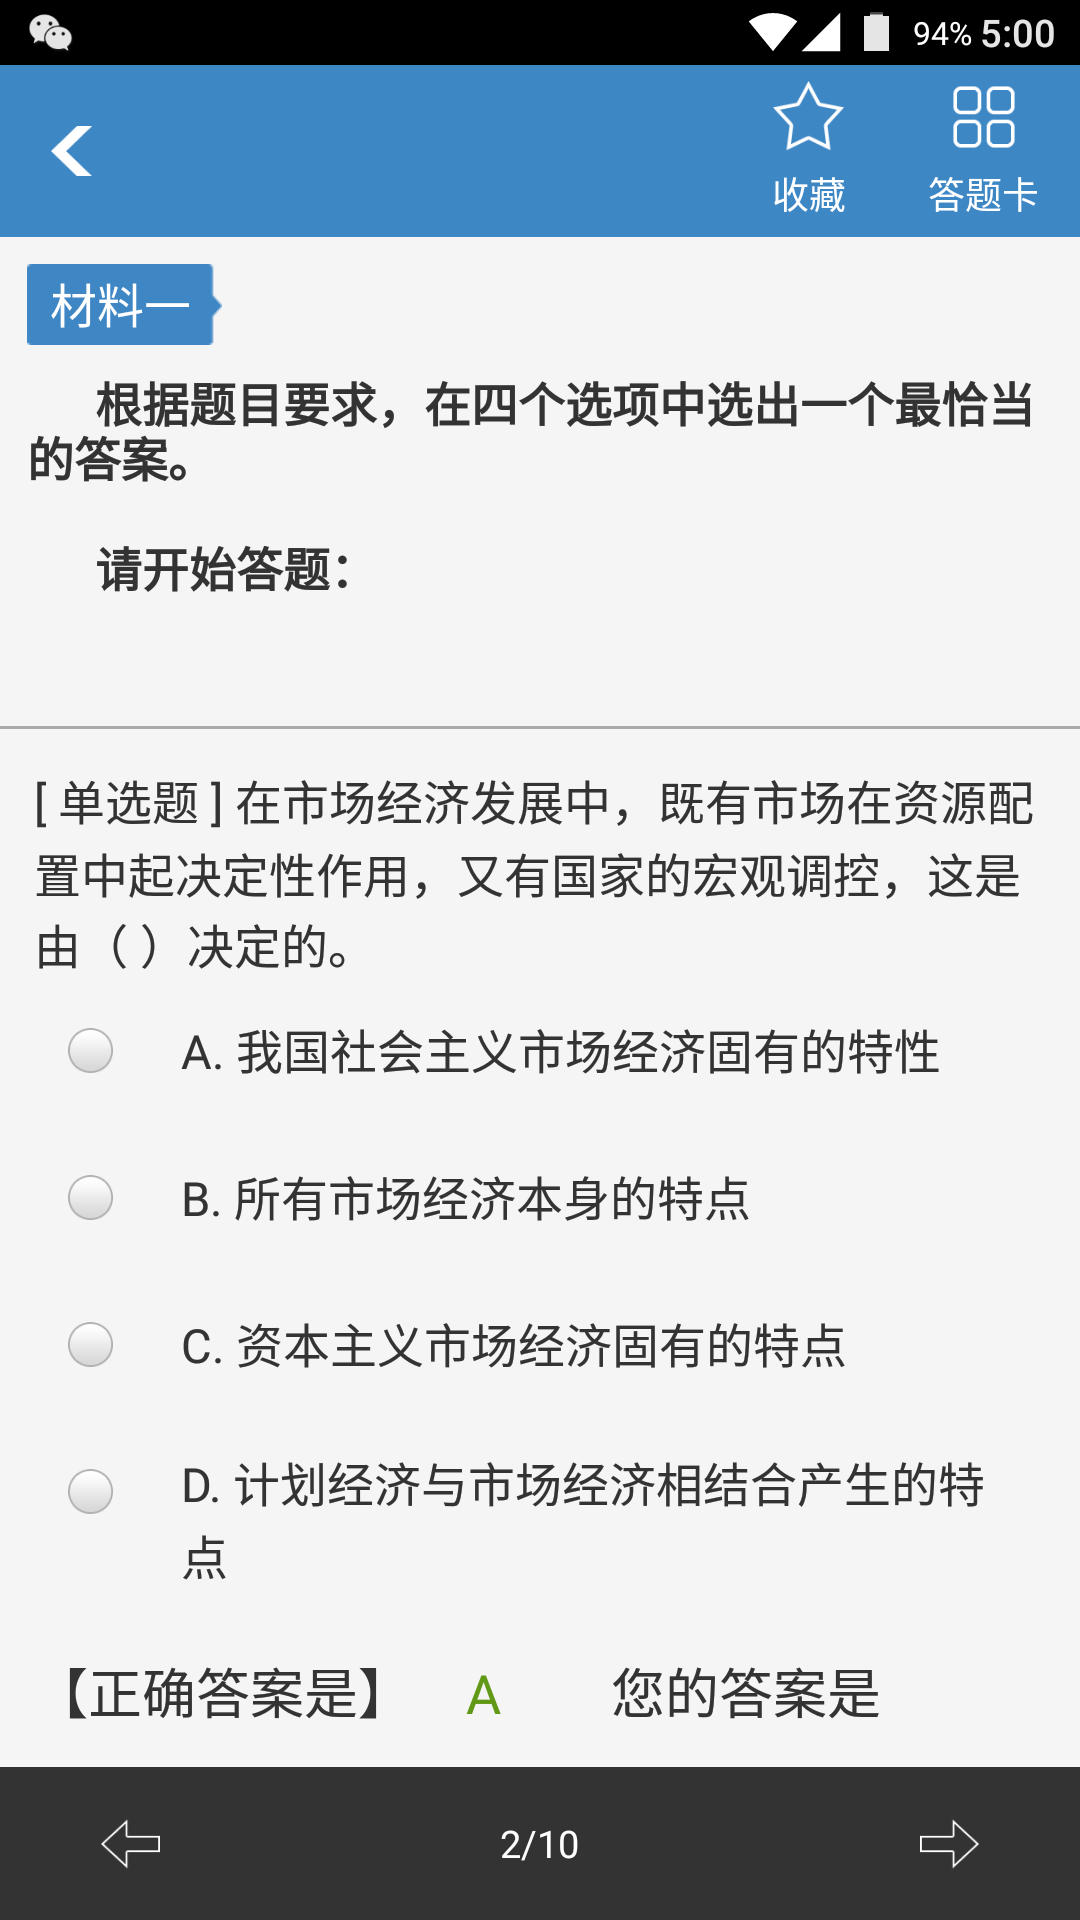 94% 5:00
收藏
答题卡
材料一
根据题目要求，在四个选项中选出一个最恰当
的答案。
请开始答题：
[ 单选题 ] 在市场经济发展中，既有市场在资源配
置中起决定性作用，又有国家的宏观调控，这是
由（ ）决定的。
A. 我国社会主义市场经济固有的特性
B. 所有市场经济本身的特点
C. 资本主义市场经济固有的特点
D. 计划经济与市场经济相结合产生的特
点
【正确答案是】 A 您的答案是
2/10